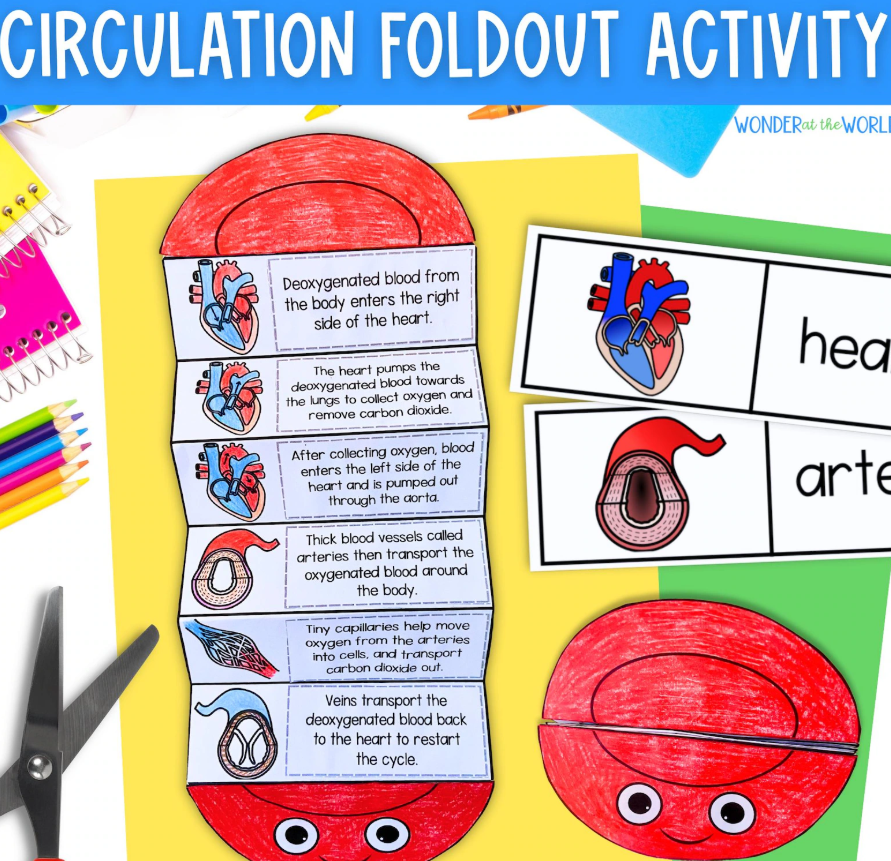 CIRCULATION FOLDOUT ACTIVITY
WONDER at the WORL
Deoxygenated blood from
the body enters the right
side of the heart.
The heart pumps the
deoxygenated blood towards
the lungs to collect oxygen and
remove carbon dioxide.
After collecting oxygen, blood
enters the left side of the
heart and is pumped out
through the aorta.
Thick blood vessels called
arteries then transport the
oxygenated blood around
the body.
Tiny capillaries help move
oxygen from the arteries
into cells, and transport
carbon dioxide out.
Veins transport the
deoxygenated blood back
to the heart to restart
the cycle.
hea
arte